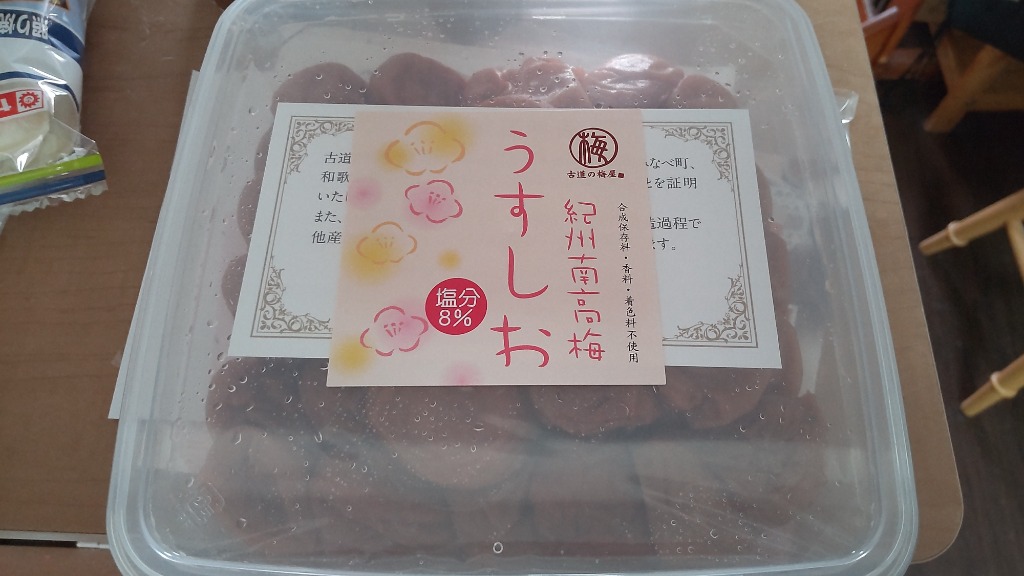 うすしお
塩分
8%
梅
古道の梅屋
紀州南高梅
合成保存料・香料・着色料不使用
古道
なべ町、
和歌
を証明
いた
また、
造過程で
他産
す。